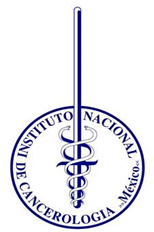 INSTITUTO NACIONAL
DE CANCEROLOGIA
México